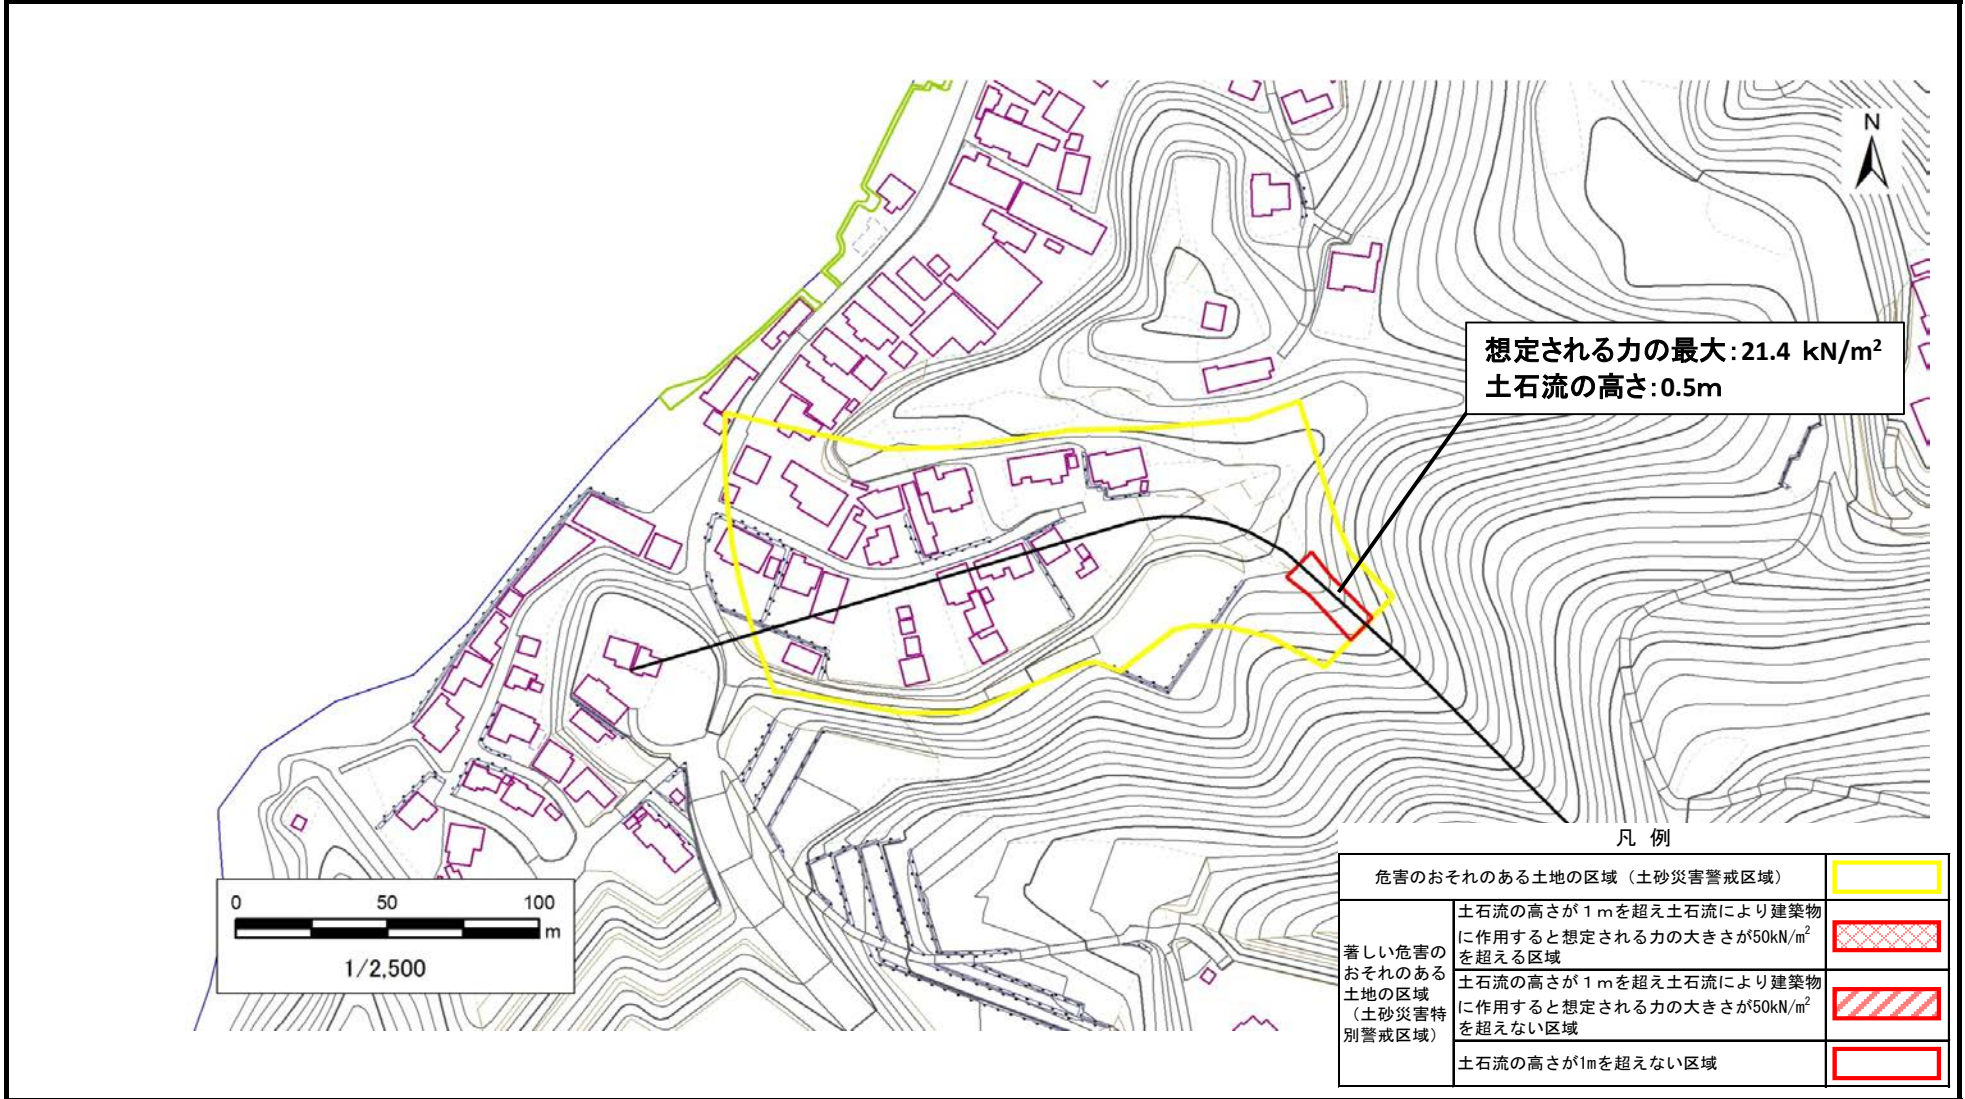 N
想定される力の最大:21.4 kN/m²
土石流の高さ:0.5m
凡 例
危害のおそれのある土地の区域（土砂災害警戒区域）
著しい危害の
おそれのある
土地の区域
（土砂災害特
別警戒区域）
土石流の高さが１ｍを超え土石流により建築物
に作用すると想定される力の大きさが50kN/m²
を超える区域
土石流の高さが１ｍを超え土石流により建築物
に作用すると想定される力の大きさが50kN/m²
を超えない区域
土石流の高さが1mを超えない区域
0 50 100
m
1/2,500